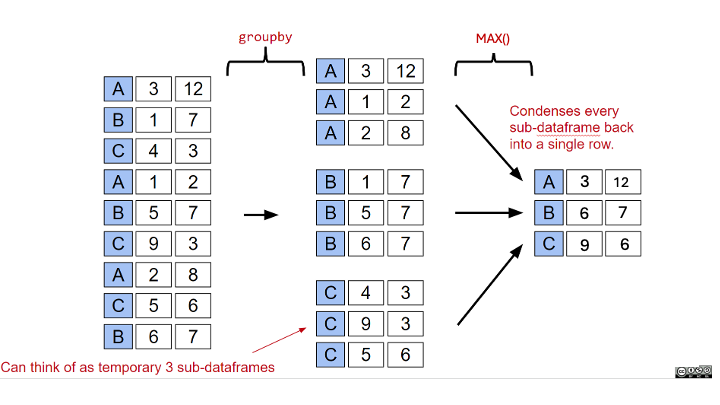 groupby
MAX()
A 3 12
B 1 7
C 4 3
A 1 2
B 5 7
C 9 3
A 2 8
C 5 6
B 6 7
A 3 12
A 1 2
A 2 8
B 1 7
B 5 7
B 6 7
C 4 3
C 9 3
C 5 6
Condenses every
sub-dataframe back
into a single row.
A 3 12
B 6 7
C 9 6
Can think of as temporary 3 sub-dataframes